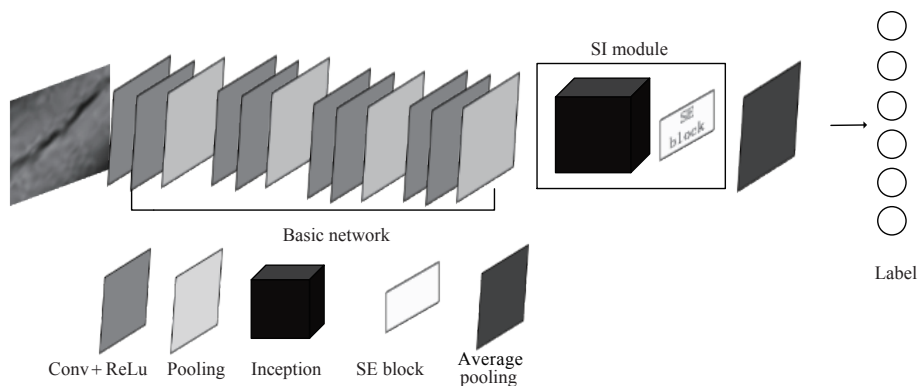 SI module
SE
block
Basic network
Label
Conv+ReLu
Pooling
Inception
SE block
Average
pooling